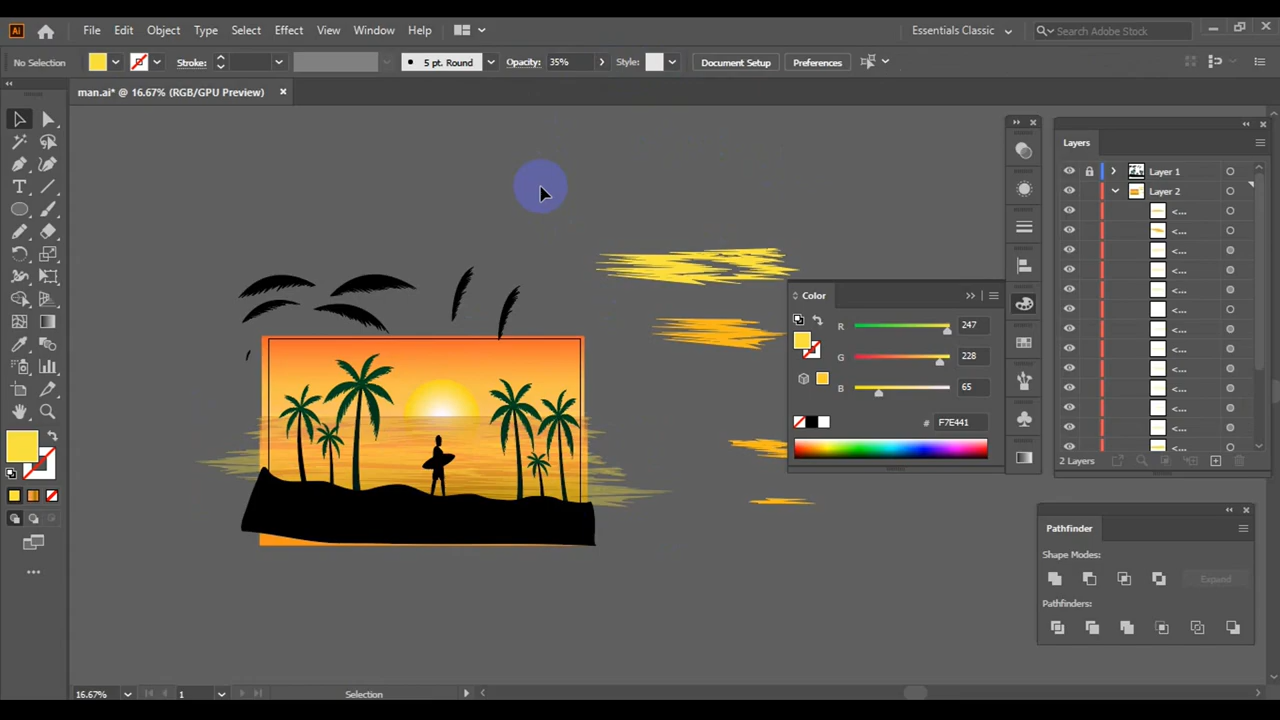 Ai File Edit Object Type Select Effect View Window Help Essentials Classic Search Adobe Stock
No Selection Stroke: 5 pt. Round Opacity: 35% Style: Document Setup Preferences
man.ai* @ 16.67% (RGB/GPU Preview)
Layers
Layer 1
Layer 2
<...
<...
<...
<...
<...
<...
<...
<...
<...
<...
<...
<...
<...
2 Layers
Color
R 247
G 228
B 65
# F7E441
Pathfinder
Shape Modes:
Expand
Pathfinders:
16.67% 1 Selection